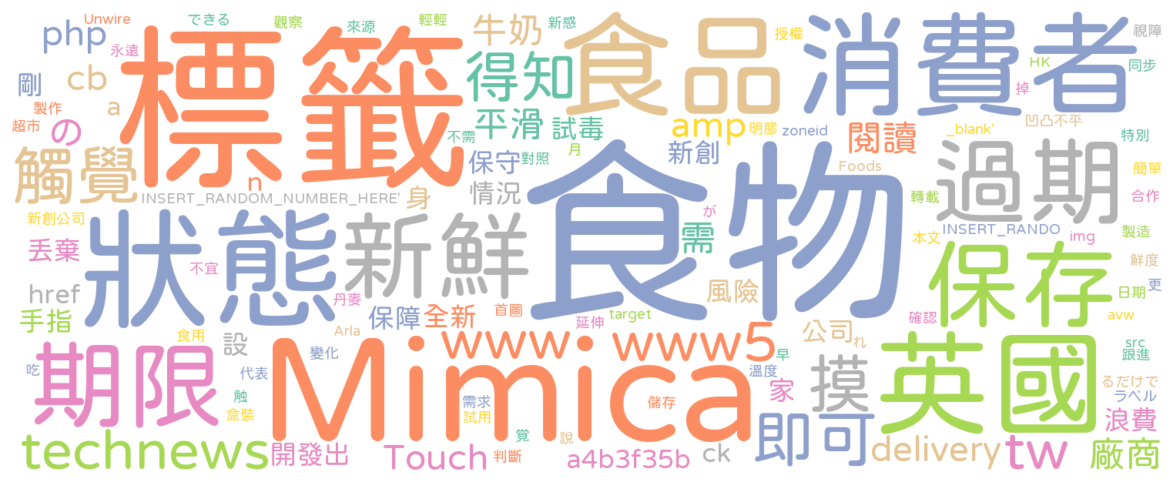 Unwire
できる
觀察
來源
輕輕
牛奶
新感
授權
視障
php
永遠
標籤
得知
食品
消費者
HK
同步
剛
cb
a
掉
製作
超市
の
平滑
試毒
不需
amp
明膠
zoneid
閱讀
_blank'
凹凸不平
特別
觸覺
n
保守
對照
月
新創
Foods
過期
簡單
INSERT_RANDOM_NUMBER_HERE'
身
情況
食物
轉載
合作
新創公司
狀態
新鮮
が
需
本文
INSERT_RANDO
img
製造
丟棄
不宜
保存
鮮度
href
丹麥
風險
日期
更
手指
設
食用
Arla
保障
全新
首圖
延伸
target
公司
れ
確認
avw
期限
吃
變化
代表
Mimica
www
www5
早
溫度
摸
英國
src
跟進
触
盒裝
需求
試用
儲存
家
るだけで
ラベル
浪費
technews
開發出
Touch
判斷
覚
說
a4b3f35b
ck
即可
delivery
tw
廠商